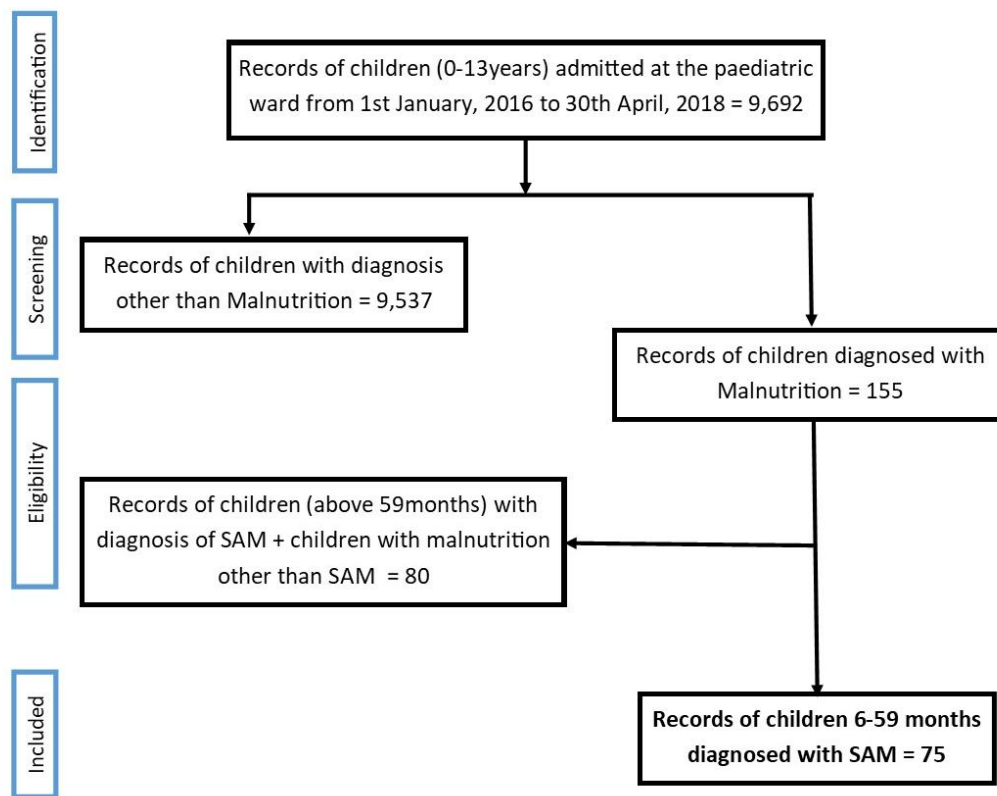 Identification
Records of children (0-13years) admitted at the paediatric
ward from 1st January, 2016 to 30th April, 2018 = 9,692
Screening
Records of children with diagnosis
other than Malnutrition = 9,537
Records of children diagnosed with
Malnutrition = 155
Eligibility
Records of children (above 59months) with
diagnosis of SAM + children with malnutrition
other than SAM = 80
Included
Records of children 6-59 months
diagnosed with SAM = 75